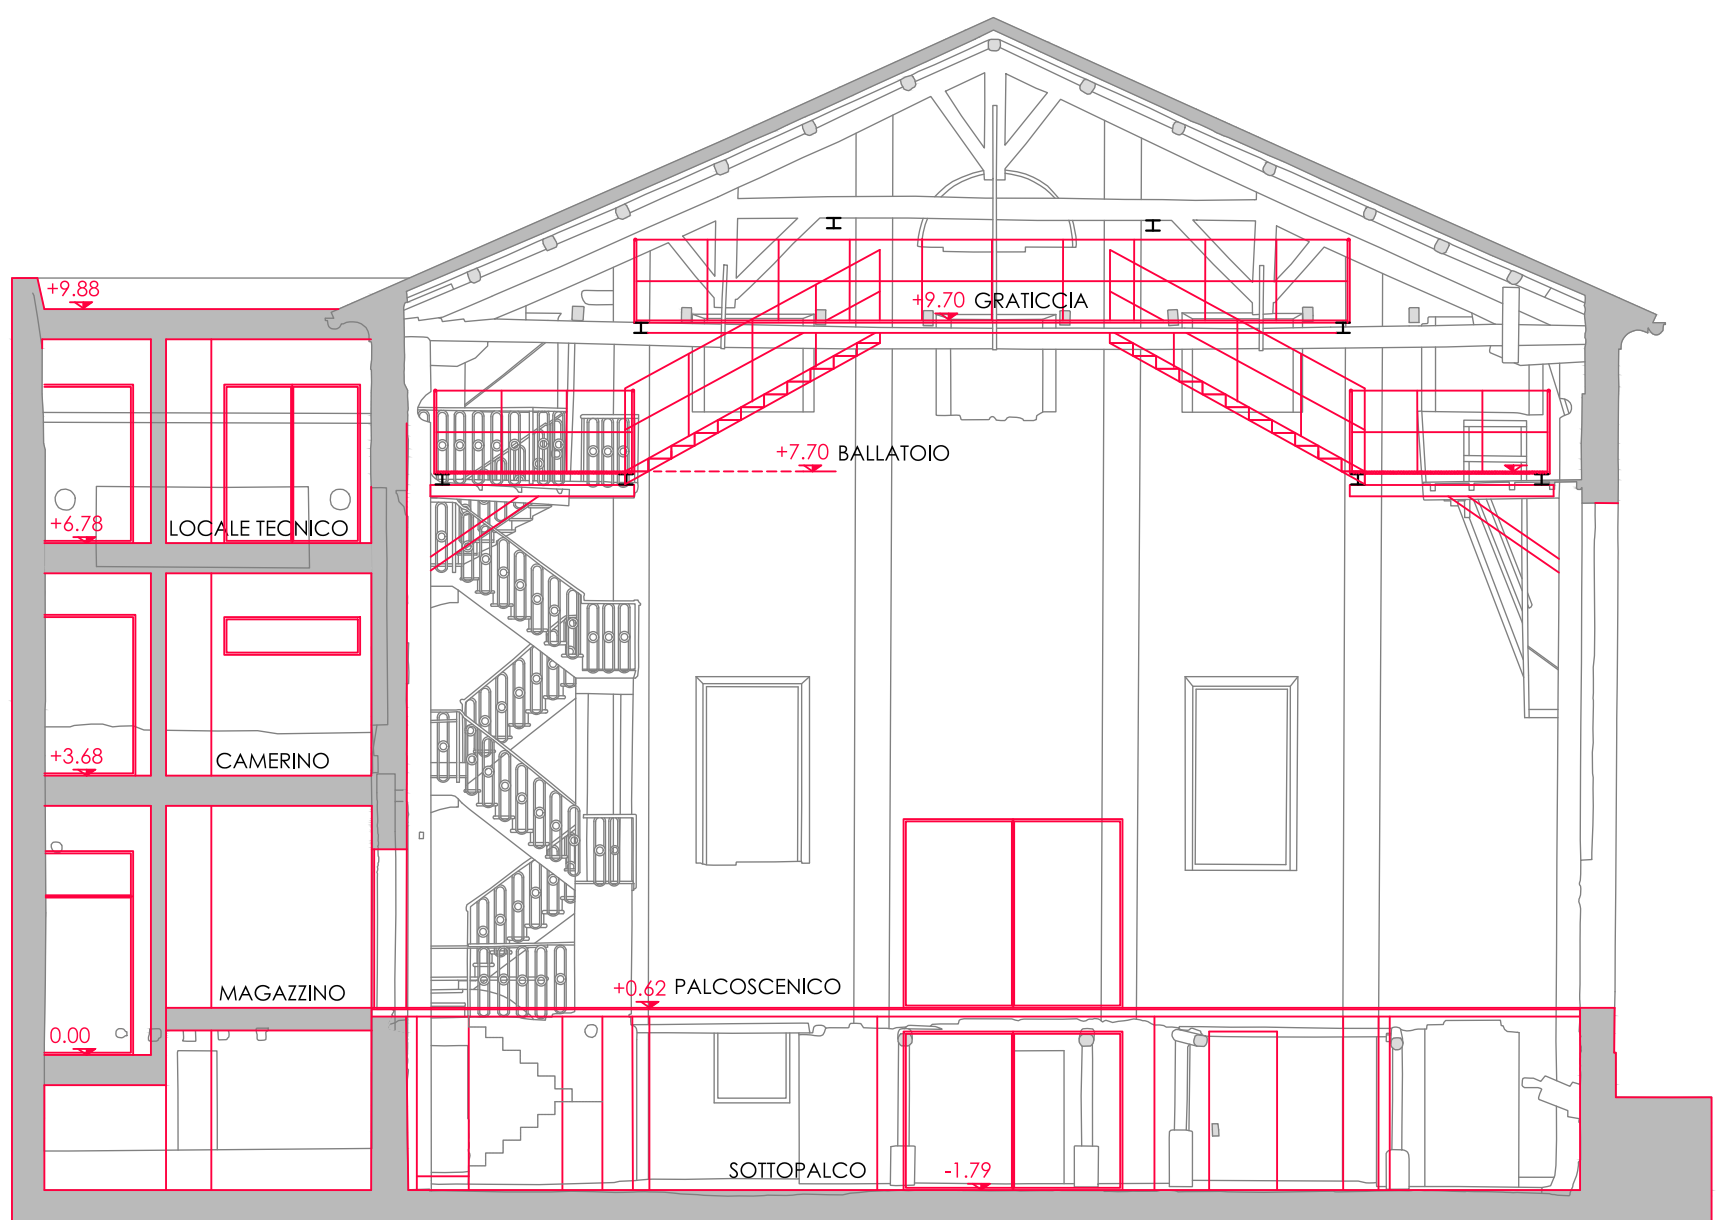 +9.88
+9.70 GRATICCIA
+7.70 BALLATOIO
+6.78
LOCALE TECNICO
+3.68
CAMERINO
MAGAZZINO
+0.62 PALCOSCENICO
0.00
SOTTOPALCO
-1.79